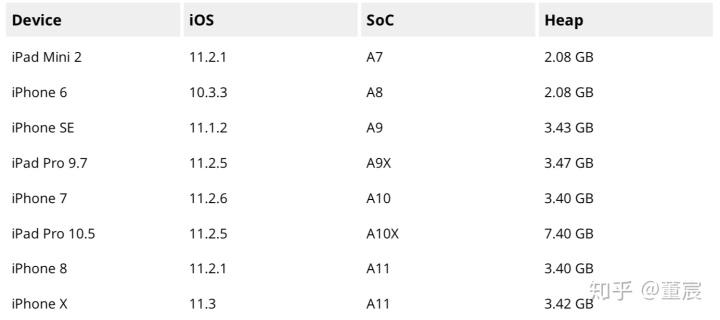 Device iOS SoC Heap
iPad Mini 2 11.2.1 A7 2.08 GB
iPhone 6 10.3.3 A8 2.08 GB
iPhone SE 11.1.2 A9 3.43 GB
iPad Pro 9.7 11.2.5 A9X 3.47 GB
iPhone 7 11.2.6 A10 3.40 GB
iPad Pro 10.5 11.2.5 A10X 7.40 GB
iPhone 8 11.2.1 A11 3.40 GB
iPhone X 11.3 A11 3.42 GB
知乎 @董宸